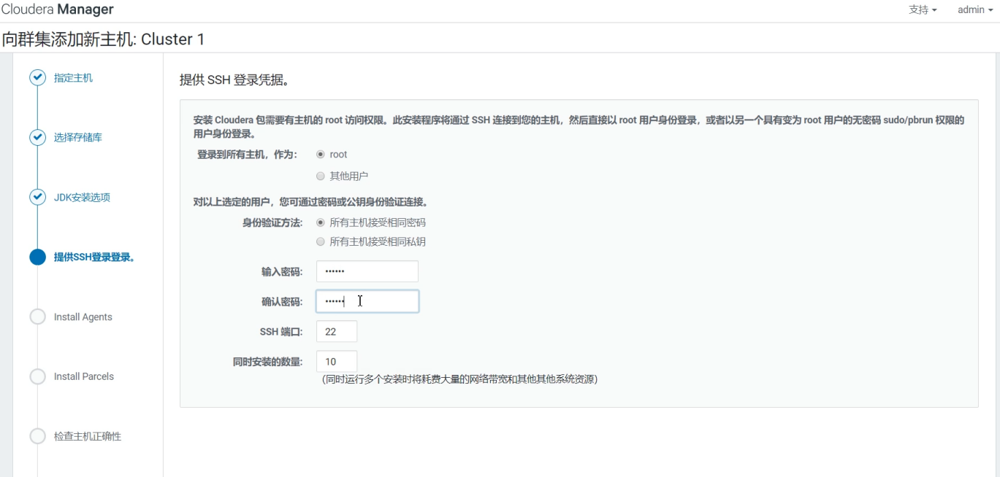 Cloudera Manager
支持
admin
向群集添加新主机: Cluster 1
指定主机
选择存储库
JDK安装选项
提供SSH登录登录。
Install Agents
Install Parcels
检查主机正确性
提供 SSH 登录凭据。
安装 Cloudera 包需要有主机的 root 访问权限。此安装程序将通过 SSH 连接到您的主机，然后直接以 root 用户身份登录，或者以另一个具有变为 root 用户的无密码 sudo/pbrun 权限的
用户身份登录。
登录到所有主机，作为:
root
其他用户
对以上选定的用户，您可通过密码或公钥身份验证连接。
身份验证方法:
所有主机接受相同密码
所有主机接受相同私钥
输入密码:
••••••
确认密码:
••••••
SSH 端口:
22
同时安装的数量:
10
(同时运行多个安装时将耗费大量的网络带宽和其他其他系统资源)